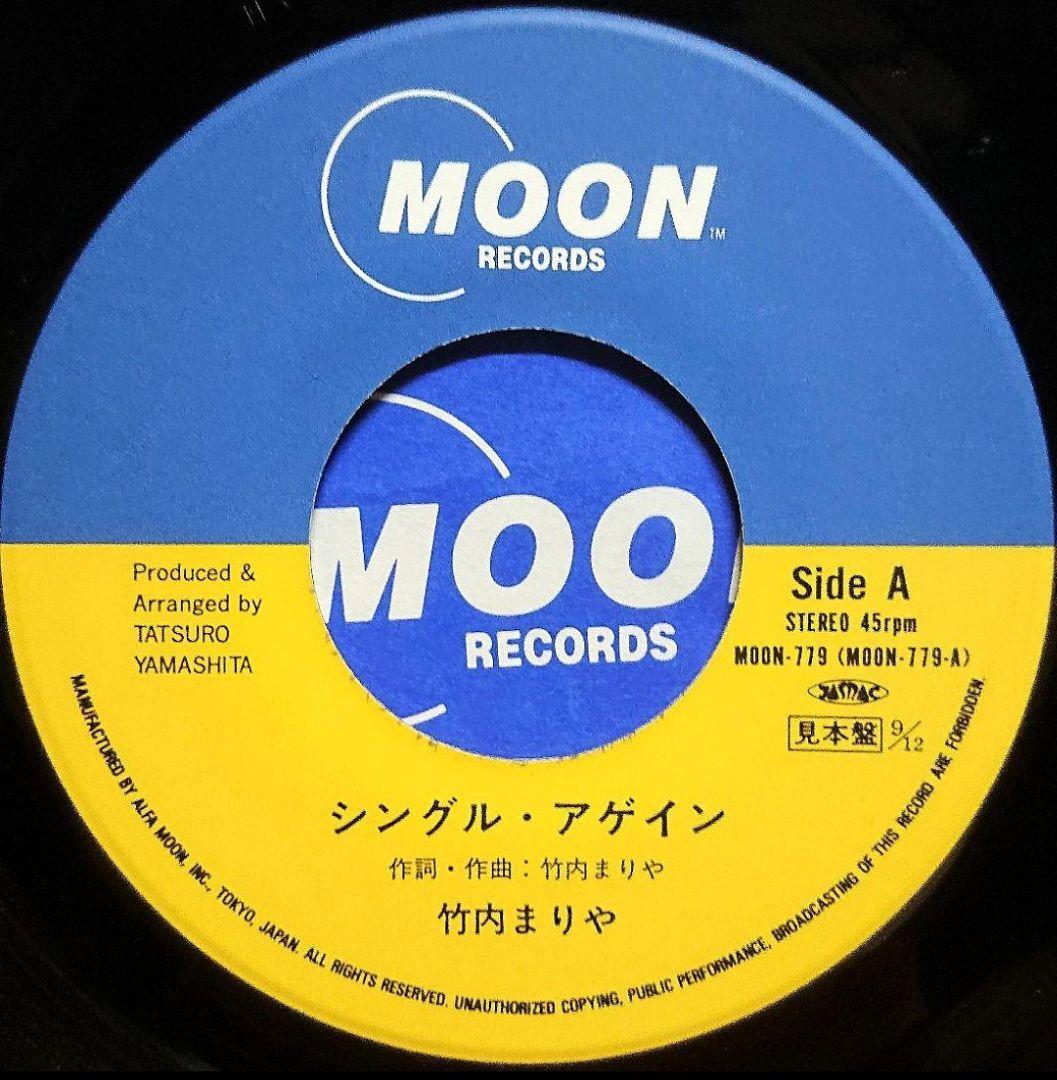 MOON TM
RECORDS
MOO
RECORDS
Produced &
Arranged by
TATSURO
YAMASHITA
Side A
STEREO 45rpm
MOON-779 (MOON-779-A)
JASRAC
見本盤 9/12
シングル・アゲイン
作詞・作曲：竹内まりや
竹内まりや
MANUFACTURED BY ALFA MOON, INC., TOKYO, JAPAN. ALL RIGHTS RESERVED. UNAUTHORIZED COPYING, PUBLIC PERFORMANCE, BROADCASTING OF THIS RECORD ARE FORBIDDEN.